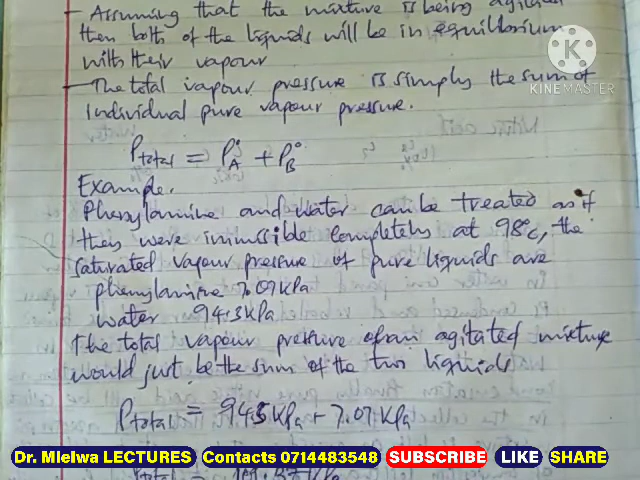 - Assuming that the mixture is being agitated
then both of the liquids will be in equilibrium
with their vapour
- The total vapour pressure is simply the sum of
individual pure vapour pressure.
Ptotal = P°A + P°B
Example.
Phenylamine and water can be treated as if
they were immissible completely at 98°c, the
saturated vapour pressure of pure liquids are
phenylamine 7.07kPa
water 94.3kPa
The total vapour pressure of an agitated mixture
would just be the sum of the two liquids
Ptotal = 94.3kPa + 7.07kPa
KINEMASTER
Dr. Mlelwa LECTURES Contacts 0714483548 SUBSCRIBE LIKE SHARE